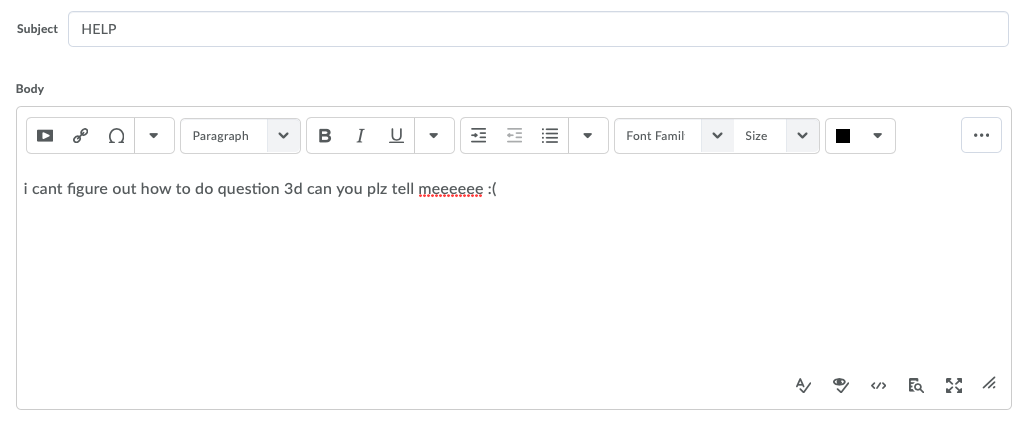 Subject HELP
Body
Paragraph B I U Font Famil Size
i cant figure out how to do question 3d can you plz tell meeeeee :(